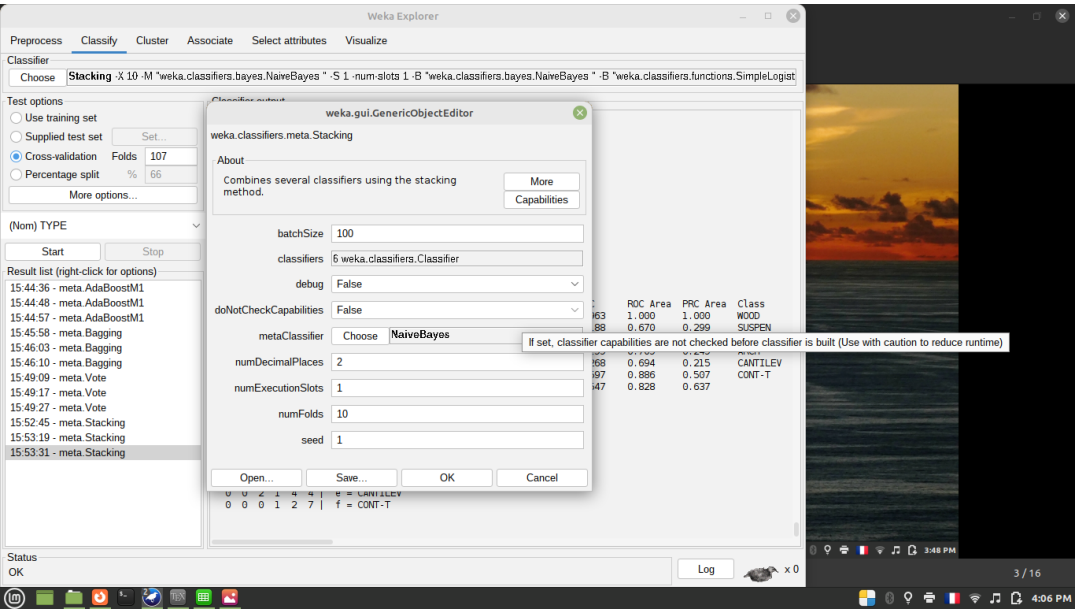 Weka Explorer
Preprocess Classify Cluster Associate Select attributes Visualize
Classifier
Choose Stacking -X 10 -M "weka.classifiers.bayes.NaiveBayes " -S 1 -num-slots 1 -B "weka.classifiers.bayes.NaiveBayes " -B "weka.classifiers.functions.SimpleLogist
Test options
Use training set
Supplied test set Set...
Cross-validation Folds 107
Percentage split % 66
More options...
(Nom) TYPE
Start Stop
Result list (right-click for options)
15:44:36 - meta.AdaBoostM1
15:44:48 - meta.AdaBoostM1
15:44:57 - meta.AdaBoostM1
15:45:58 - meta.Bagging
15:46:03 - meta.Bagging
15:46:10 - meta.Bagging
15:49:09 - meta.Vote
15:49:17 - meta.Vote
15:49:27 - meta.Vote
15:52:45 - meta.Stacking
15:53:19 - meta.Stacking
15:53:31 - meta.Stacking
Classifier output
weka.gui.GenericObjectEditor
weka.classifiers.meta.Stacking
About
Combines several classifiers using the stacking
method.
More
Capabilities
batchSize 100
classifiers 6 weka.classifiers.Classifier
debug False
doNotCheckCapabilities False
metaClassifier Choose NaiveBayes
If set, classifier capabilities are not checked before classifier is built (Use with caution to reduce runtime)
numDecimalPlaces 2
numExecutionSlots 1
numFolds 10
seed 1
Open... Save... OK Cancel
ROC Area PRC Area Class
963 1.000 1.000 WOOD
188 0.670 0.299 SUSPEN
268 0.694 0.215 CANTILEV
597 0.886 0.507 CONT-T
547 0.828 0.637
0 0 2 1 4 4 | e = CANTILEV
0 0 0 1 2 7 | f = CONT-T
Status
OK
Log x 0
3:48 PM
3 / 16
4:06 PM